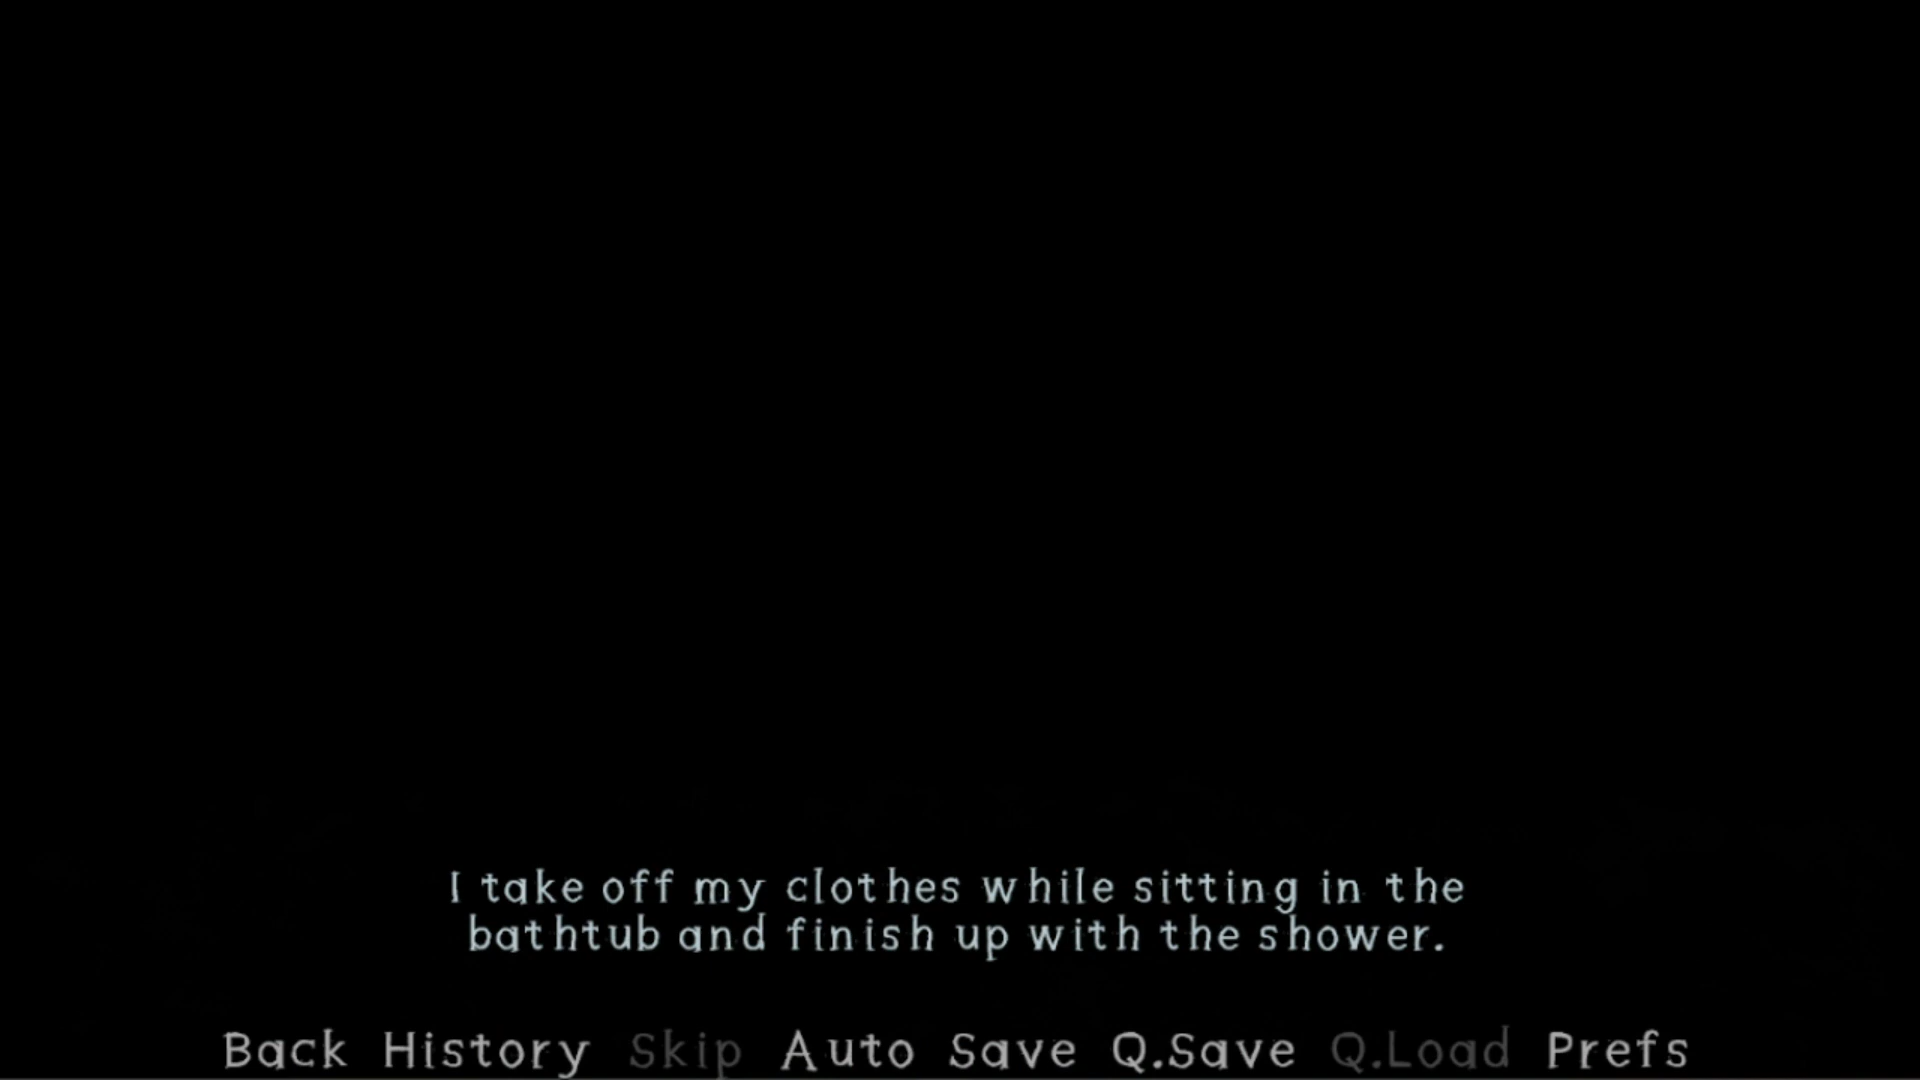 I take off my clothes while sitting in the
bathtub and finish up with the shower.
Back History Skip Auto Save Q.Save Q.Load Prefs